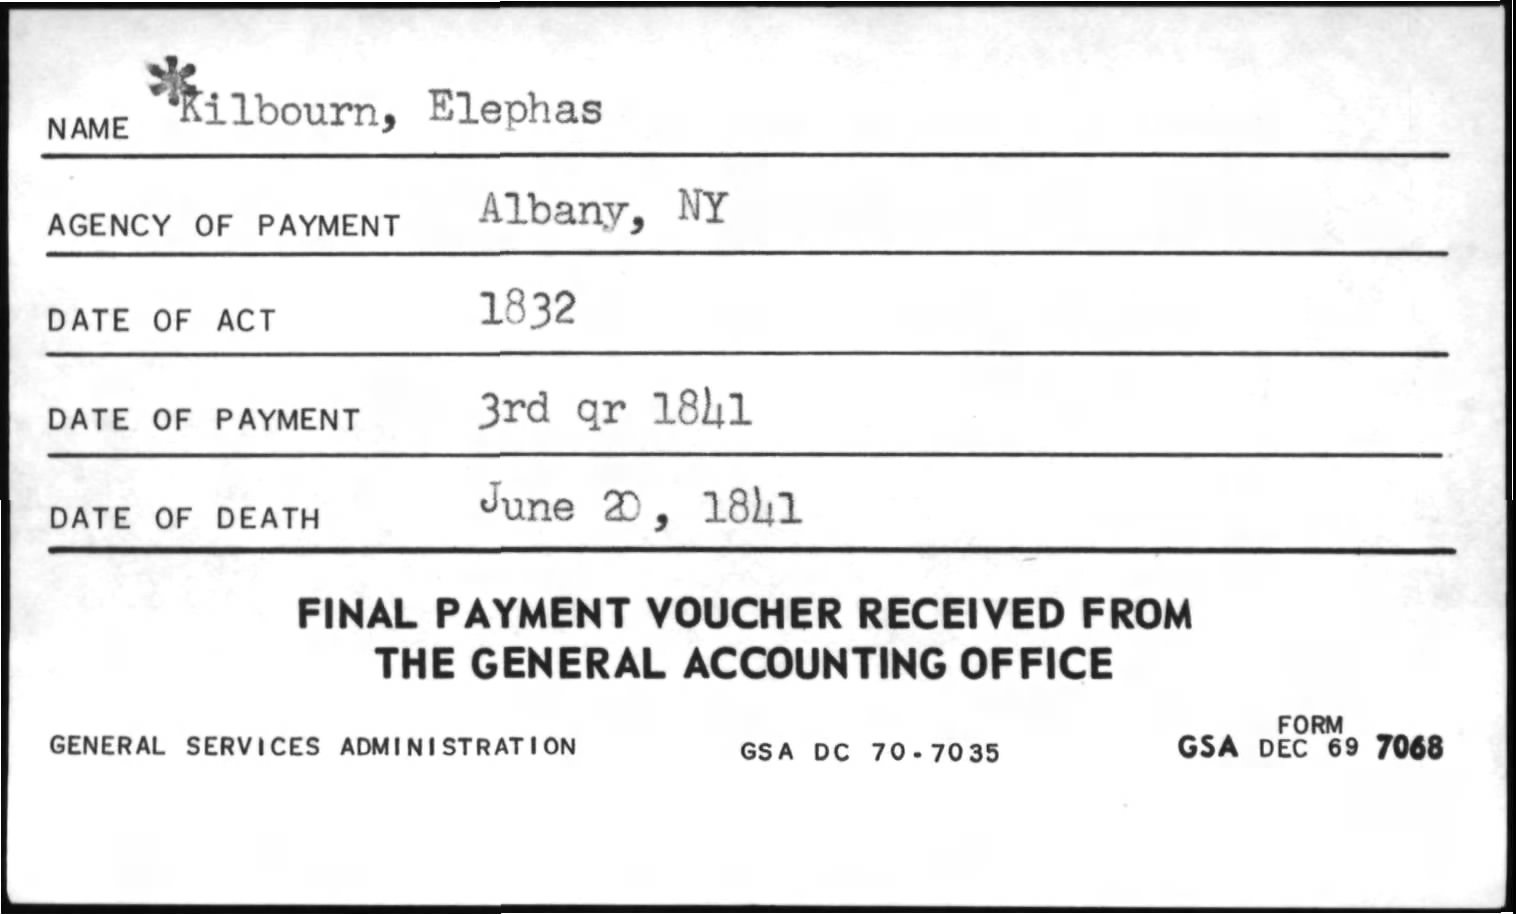 NAME *Kilbourn, Elephas
AGENCY OF PAYMENT Albany, NY
DATE OF ACT 1832
DATE OF PAYMENT 3rd qr 1841
DATE OF DEATH June 20, 1841
FINAL PAYMENT VOUCHER RECEIVED FROM
THE GENERAL ACCOUNTING OFFICE
GENERAL SERVICES ADMINISTRATION GSA DC 70-7035 GSA FORM DEC 69 7068